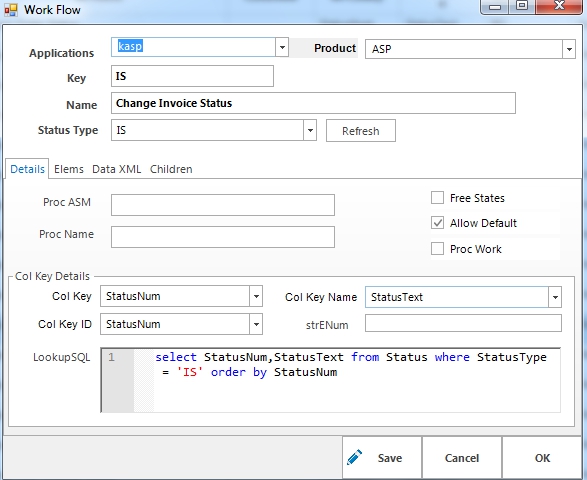 Work Flow
Applications kasp Product ASP
Key IS
Name Change Invoice Status
Status Type IS Refresh
Details Elems Data XML Children
Proc ASM Free States
Allow Default
Proc Name
Proc Work
Col Key Details
Col Key StatusNum Col Key Name StatusText
Col Key ID StatusNum strENum
LookupSQL 1 select StatusNum,StatusText from Status where StatusType
= 'IS' order by StatusNum
Save Cancel OK